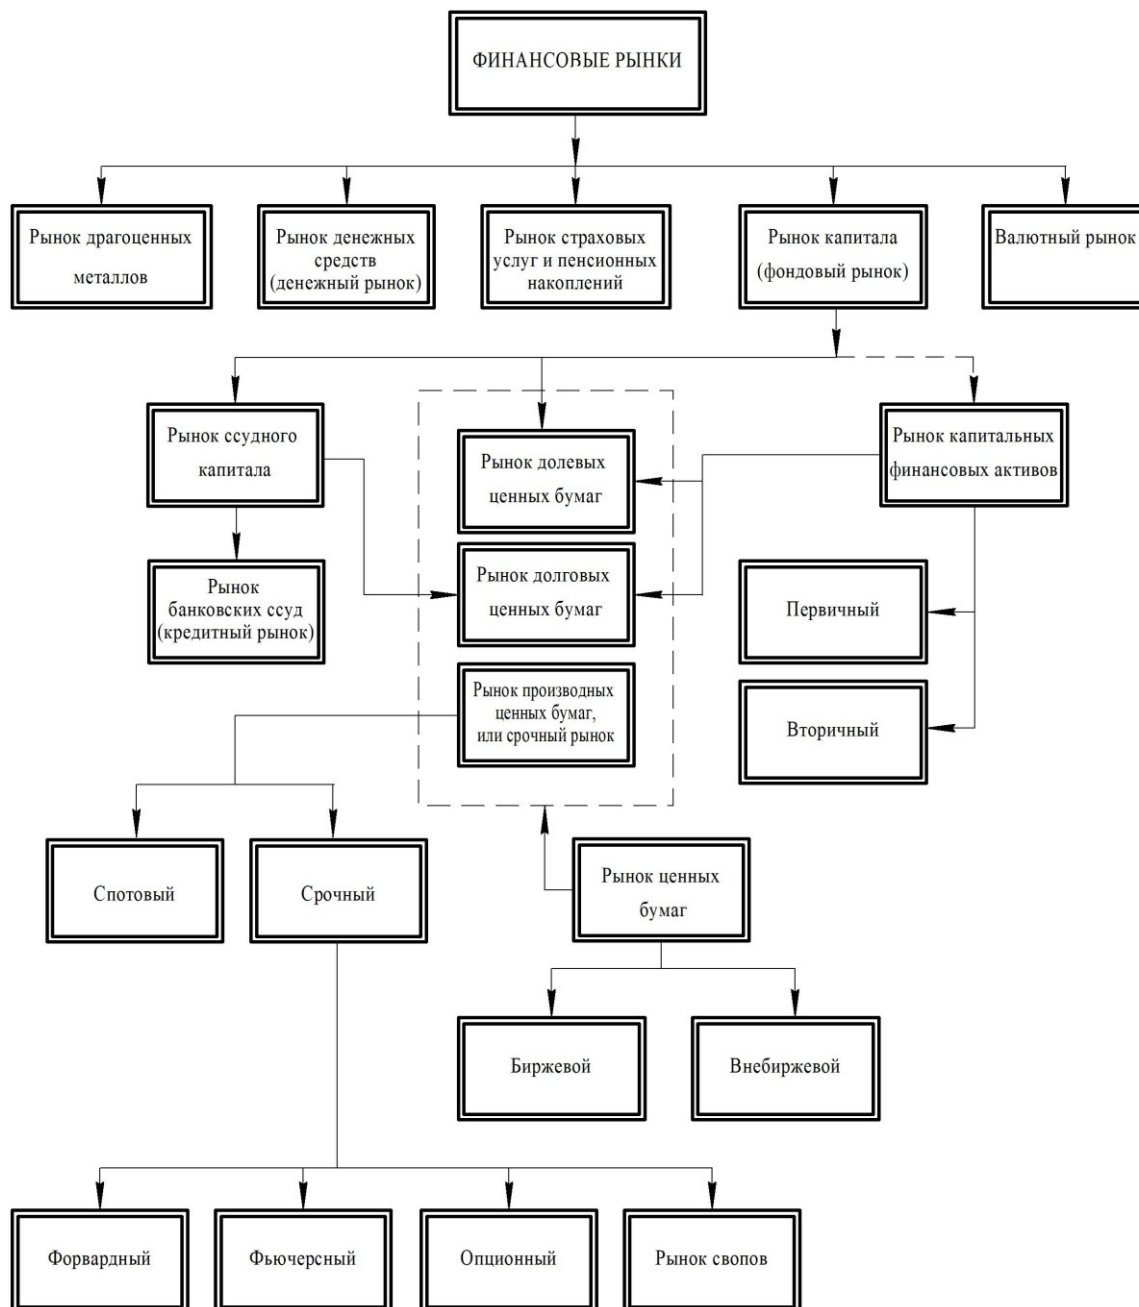 ФИНАНСОВЫЕ РЫНКИ
Рынок драгоценных
металлов
Рынок денежных
средств
(денежный рынок)
Рынок страховых
услуг и пенсионных
накоплений
Рынок капитала
(фондовый рынок)
Валютный рынок
Рынок ссудного
капитала
Рынок долевых
ценных бумаг
Рынок капитальных
финансовых активов
Рынок
банковских ссуд
(кредитный рынок)
Рынок долговых
ценных бумаг
Первичный
Рынок производных
ценных бумаг,
или срочный рынок
Вторичный
Спотовый
Срочный
Рынок ценных
бумаг
Биржевой
Внебиржевой
Форвардный
Фьючерсный
Опционный
Рынок свопов